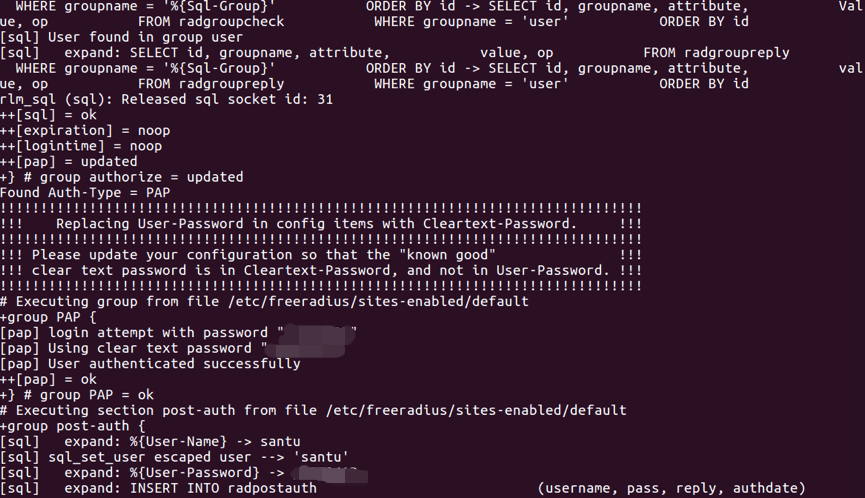 WHERE groupname = '%{Sql-Group}' ORDER BY id -> SELECT id, groupname, attribute, Val
ue, op FROM radgroupcheck WHERE groupname = 'user' ORDER BY id
[sql] User found in group user
[sql] expand: SELECT id, groupname, attribute, value, op FROM radgroupreply
WHERE groupname = '%{Sql-Group}' ORDER BY id -> SELECT id, groupname, attribute, val
ue, op FROM radgroupreply WHERE groupname = 'user' ORDER BY id
rlm_sql (sql): Released sql socket id: 31
++[sql] = ok
++[expiration] = noop
++[logintime] = noop
++[pap] = updated
+} # group authorize = updated
Found Auth-Type = PAP
!!!!!!!!!!!!!!!!!!!!!!!!!!!!!!!!!!!!!!!!!!!!!!!!!!!!!!!!!!!!!!!!!!!!!!!!!!!!!!!
!!! Replacing User-Password in config items with Cleartext-Password. !!!
!!!!!!!!!!!!!!!!!!!!!!!!!!!!!!!!!!!!!!!!!!!!!!!!!!!!!!!!!!!!!!!!!!!!!!!!!!!!!!!
!!! Please update your configuration so that the "known good" !!!
!!! clear text password is in Cleartext-Password, and not in User-Password. !!!
!!!!!!!!!!!!!!!!!!!!!!!!!!!!!!!!!!!!!!!!!!!!!!!!!!!!!!!!!!!!!!!!!!!!!!!!!!!!!!!
# Executing group from file /etc/freeradius/sites-enabled/default
+group PAP {
[pap] login attempt with password " "
[pap] Using clear text password "
[pap] User authenticated successfully
++[pap] = ok
+} # group PAP = ok
# Executing section post-auth from file /etc/freeradius/sites-enabled/default
+group post-auth {
[sql] expand: %{User-Name} -> santu
[sql] sql_set_user escaped user --> 'santu'
[sql] expand: %{User-Password} ->
[sql] expand: INSERT INTO radpostauth (username, pass, reply, authdate)